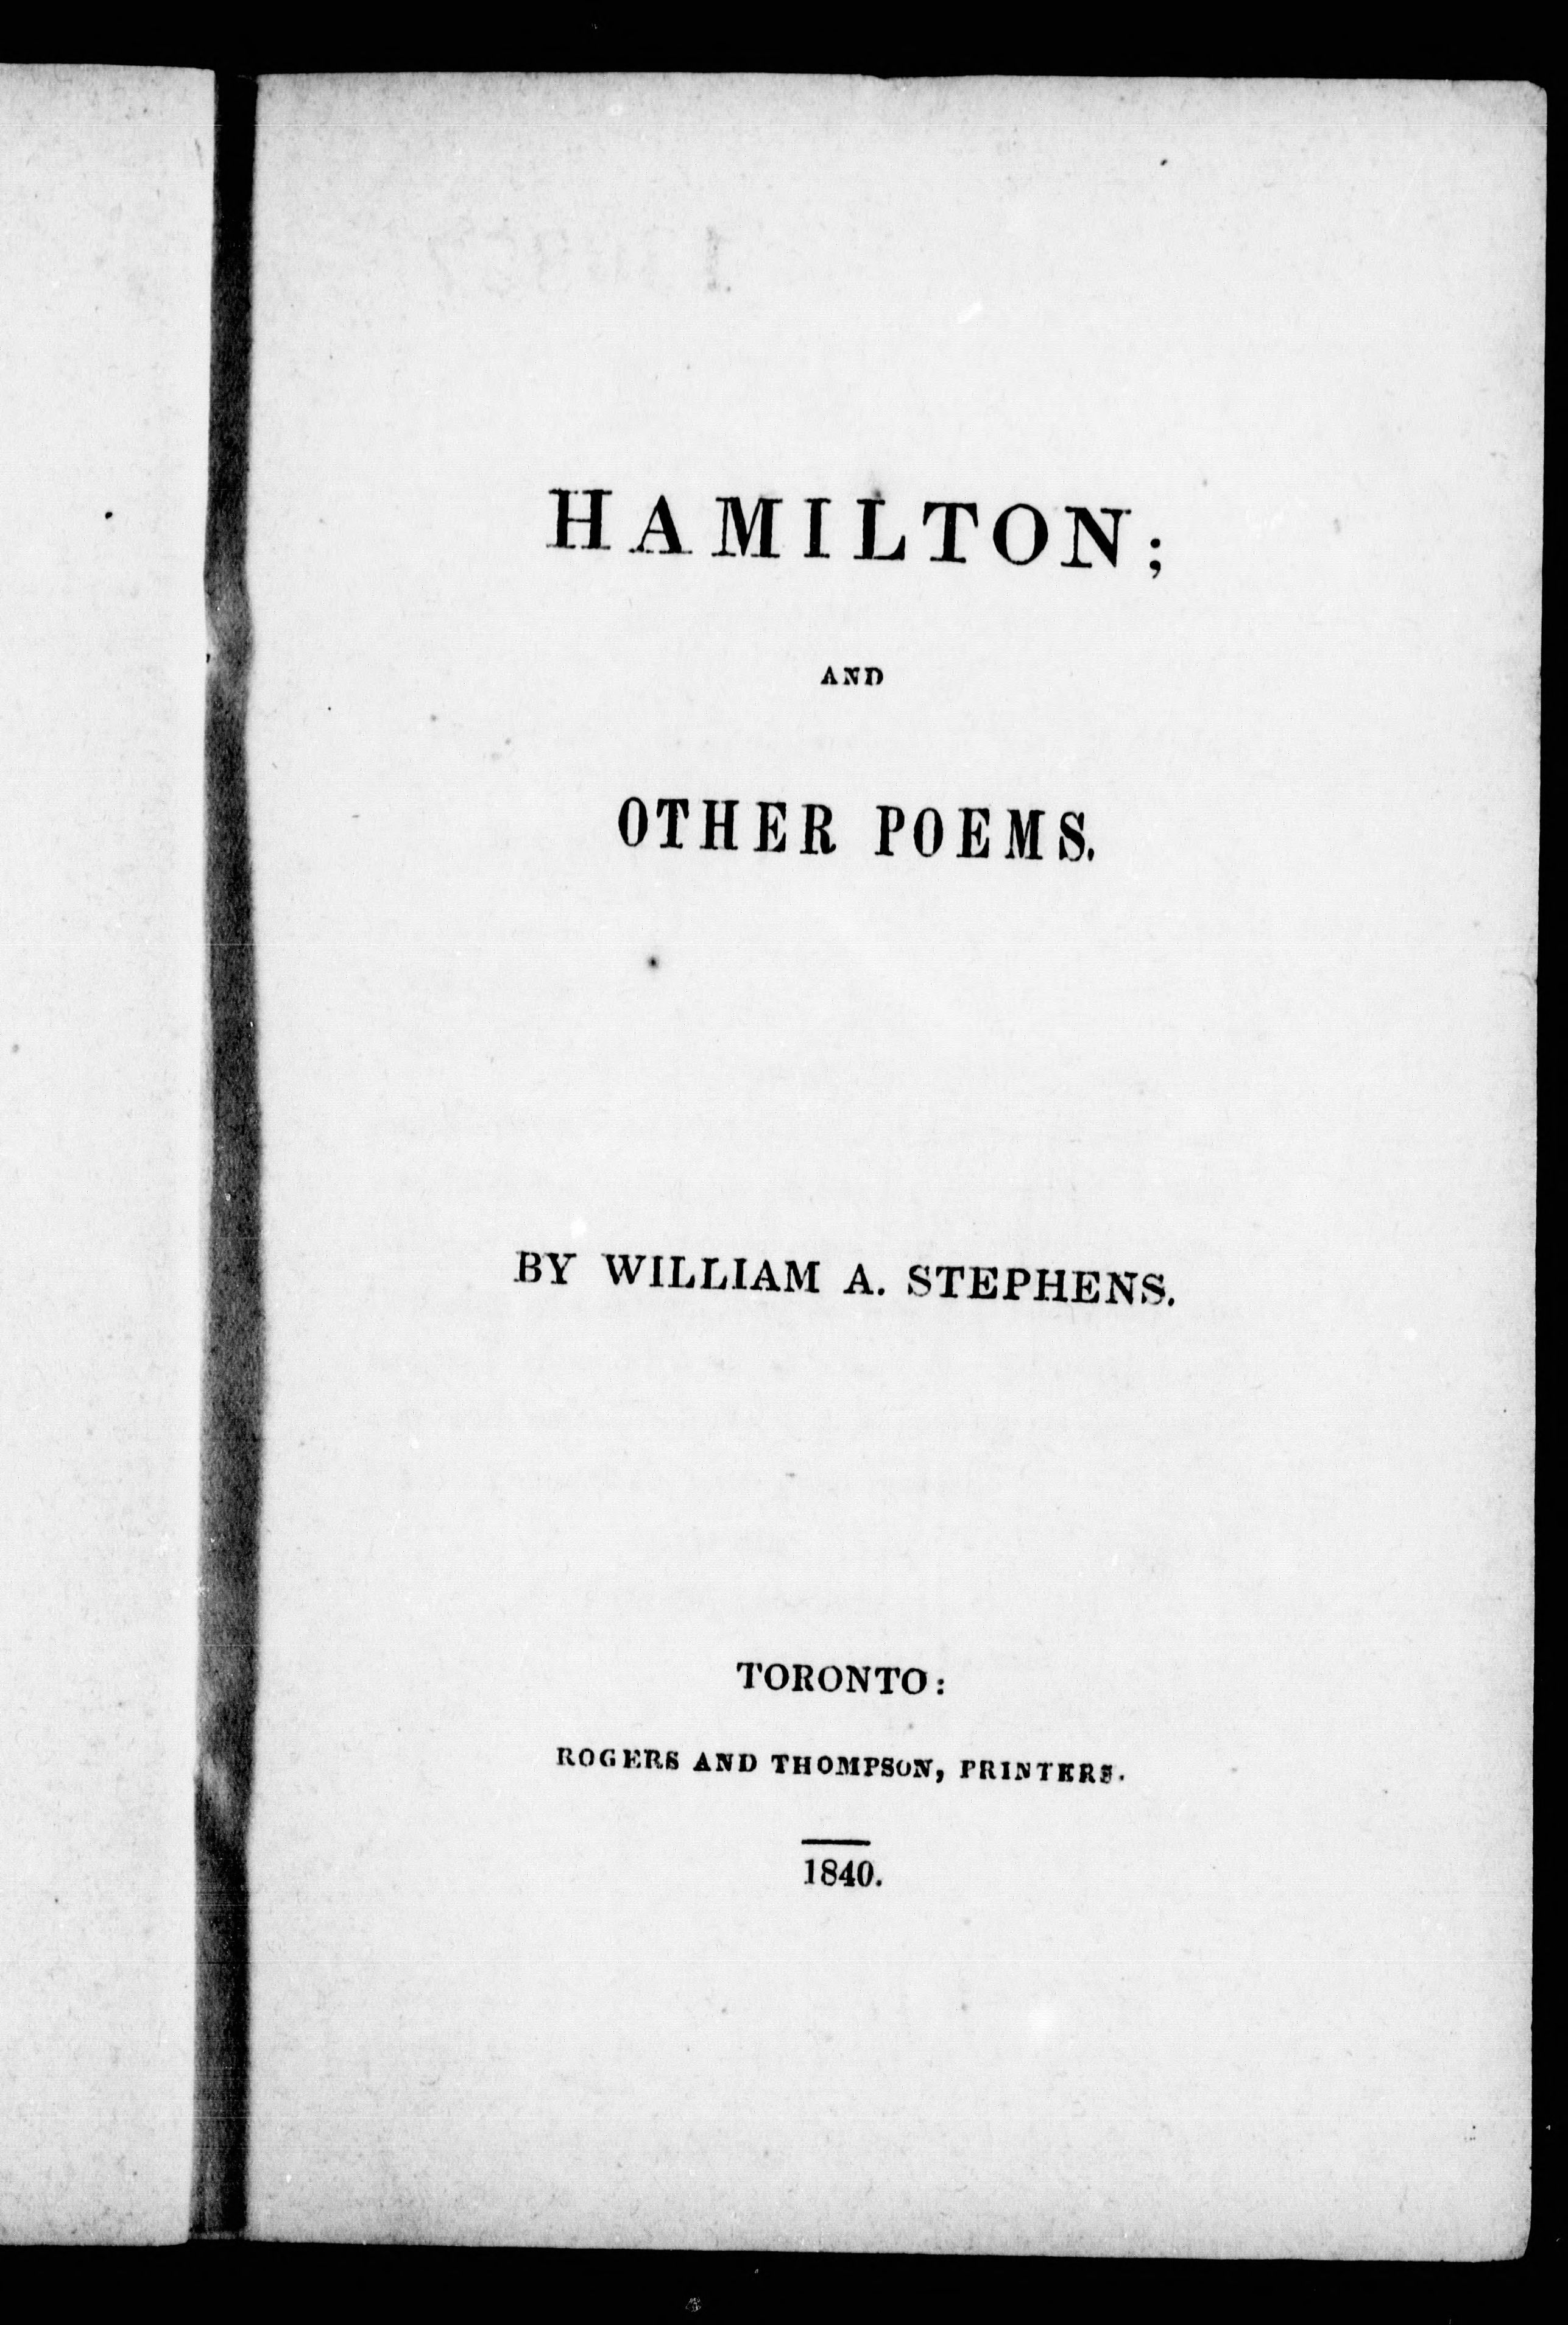 HAMILTON;
AND
OTHER POEMS.
BY WILLIAM A. STEPHENS.
TORONTO:
ROGERS AND THOMPSON, PRINTERS.
1840.